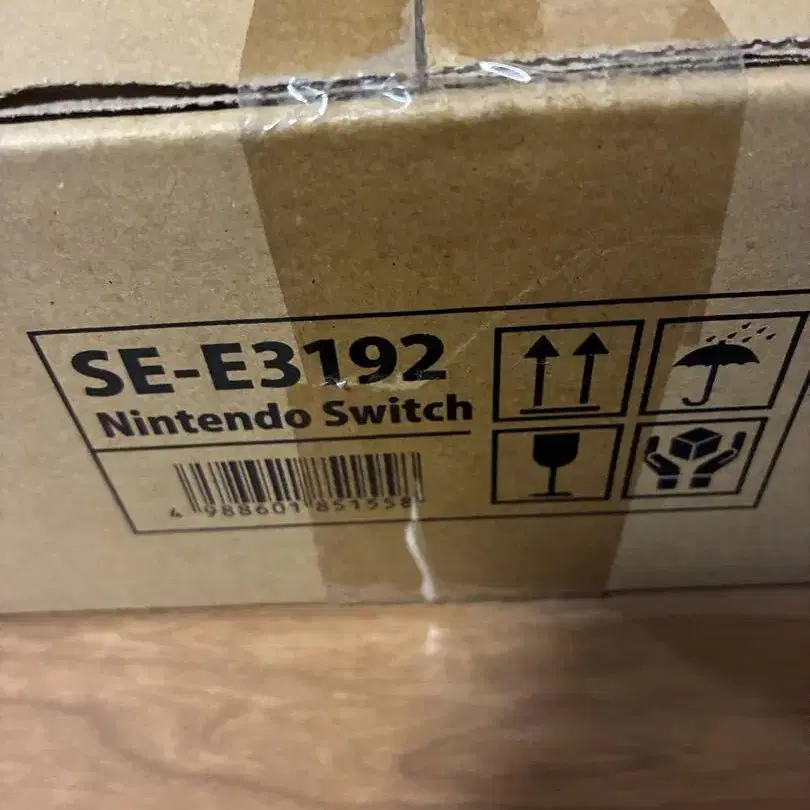 SE-E3192
Nintendo Switch
4 988601 851558